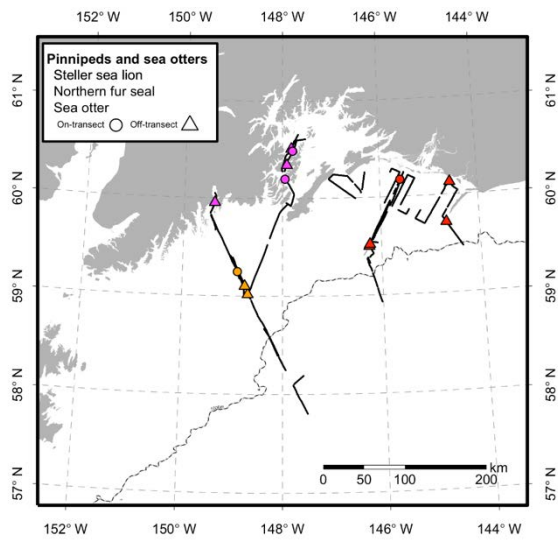 150° W 148° W 146° W 144° W
Pinnipeds and sea otters
Steller sea lion
Northern fur seal
Sea otter
On-transect Off-transect
61° N
61° N
60° N
60° N
59° N
59° N
58° N
58° N
57° N
57° N
km
0 50 100 200
152° W 150° W 148° W 146° W 144° W